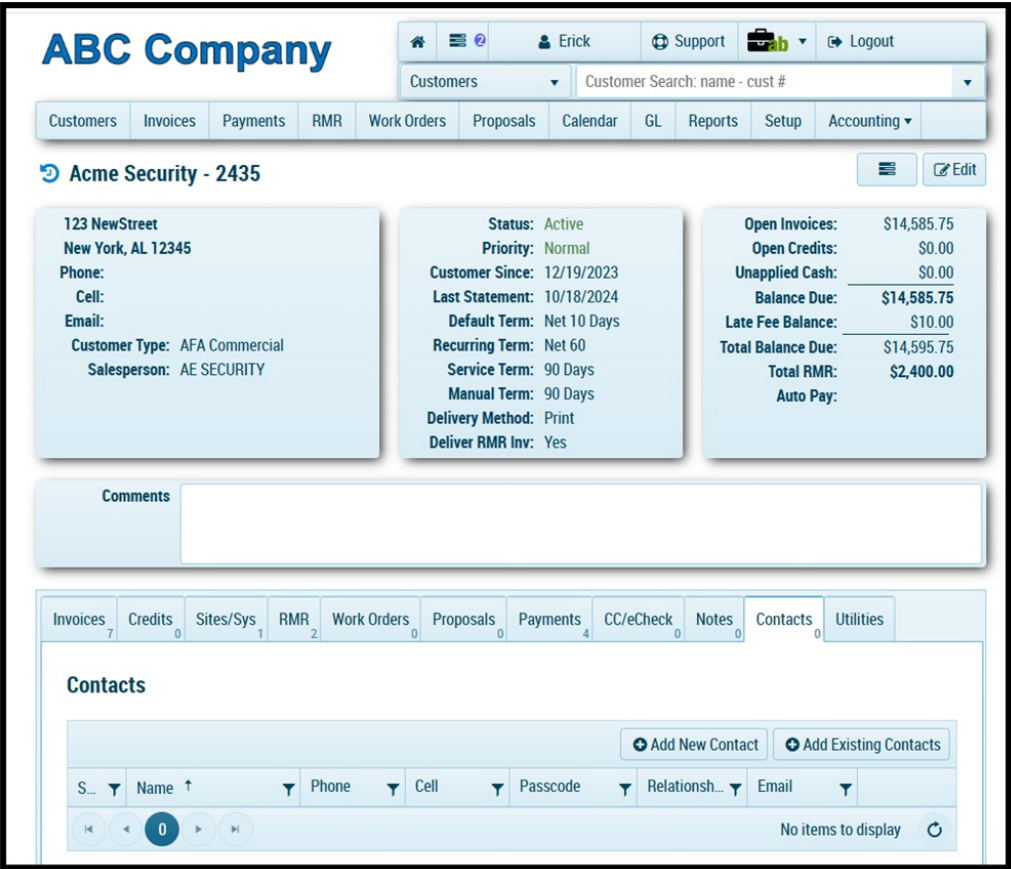 ABC Company
2 Erick Support ab Logout
Customers Customer Search: name - cust #
Customers Invoices Payments RMR Work Orders Proposals Calendar GL Reports Setup Accounting
Acme Security - 2435
Edit
123 NewStreet
New York, AL 12345
Phone:
Cell:
Email:
Customer Type: AFA Commercial
Salesperson: AE SECURITY
Status: Active
Priority: Normal
Customer Since: 12/19/2023
Last Statement: 10/18/2024
Default Term: Net 10 Days
Recurring Term: Net 60
Service Term: 90 Days
Manual Term: 90 Days
Delivery Method: Print
Deliver RMR Inv: Yes
Open Invoices: $14,585.75
Open Credits: $0.00
Unapplied Cash: $0.00
Balance Due: $14,585.75
Late Fee Balance: $10.00
Total Balance Due: $14,595.75
Total RMR: $2,400.00
Auto Pay:
Comments
Invoices 7 Credits 0 Sites/Sys 1 RMR 2 Work Orders 0 Proposals 0 Payments 4 CC/eCheck 0 Notes 0 Contacts 0 Utilities
Contacts
Add New Contact Add Existing Contacts
S... Name Phone Cell Passcode Relationsh... Email
0 No items to display